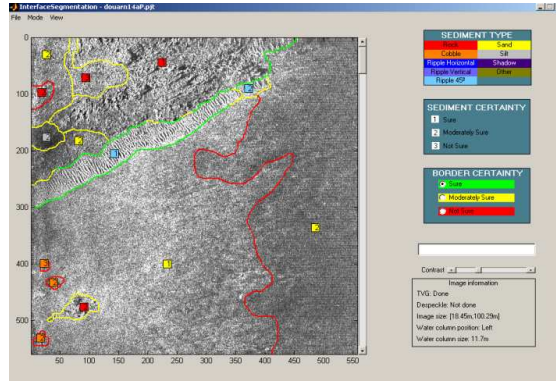 InterfaceSegmentation - douarn14aP.pjt
File Mode View
SEDIMENT TYPE
Rock Sand
Cobble Silt
Ripple Horizontal Shadow
Ripple Vertical Other
Ripple 45º
SEDIMENT CERTAINTY
1 Sure
2 Moderately Sure
3 Not Sure
BORDER CERTAINTY
Sure
Moderately Sure
Not Sure
Contrast
Image information
TVG: Done
Despeckle: Not done
Image size: [18.45m,100.29m]
Water column position: Left
Water column size: 11.7m
0
100
200
300
400
500
50 100 150 200 250 300 350 400 450 500 550